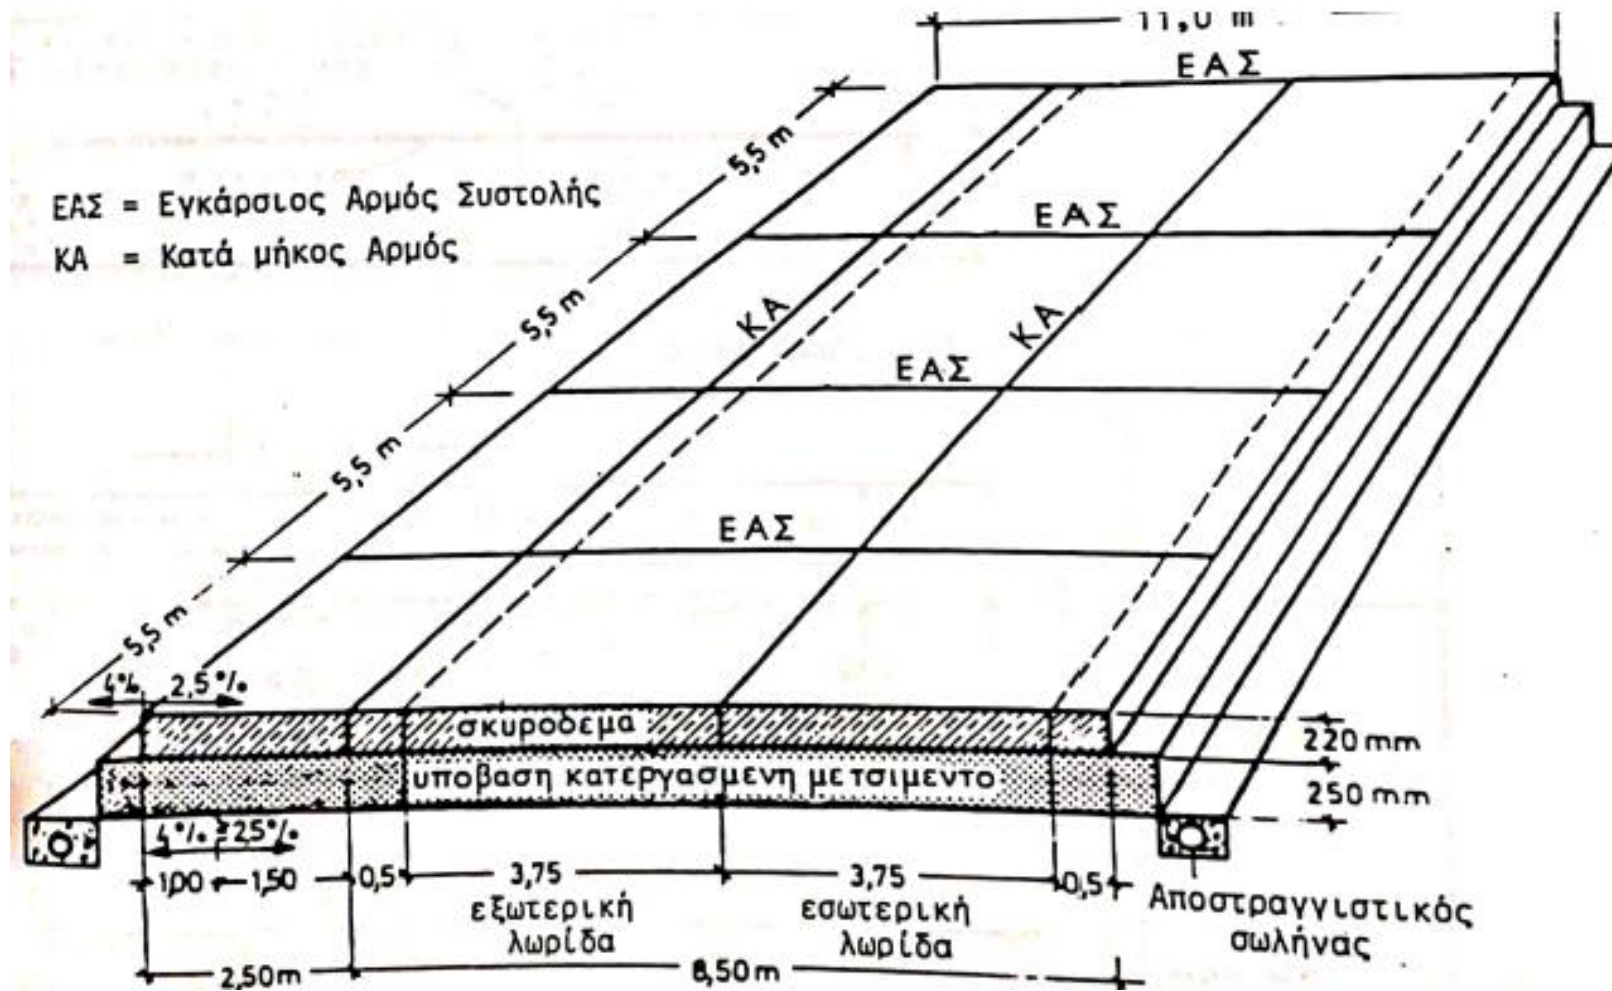 11,0 m
ΕΑΣ
5,5 m
ΕΑΣ = Εγκάρσιος Αρμός Συστολής
ΕΑΣ
ΚΑ = Κατά μήκος Αρμός
5,5 m
ΚΑ
ΚΑ
ΕΑΣ
5,5 m
ΕΑΣ
5,5 m
4% 2,5%
σκυρόδεμα
220 mm
υποβαση κατεργασμενη με τσιμεντο
250 mm
4% ≥2,5%
1,00 1,50 0,5 3,75 3,75 0,5
εξωτερική λωρίδα
εσωτερική λωρίδα
Αποστραγγιστικός
σωλήνας
2,50m 8,50m